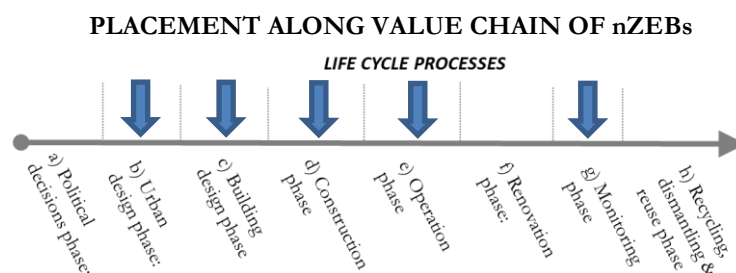 PLACEMENT ALONG VALUE CHAIN OF nZEBs
LIFE CYCLE PROCESSES
a) Political
decisions phase:
b) Urban
design phase:
c) Building
design phase
d) Construction
phase
e) Operation
phase
f) Renovation
phase:
g) Monitoring
phase
h) Recycling,
dismantling &
reuse phase